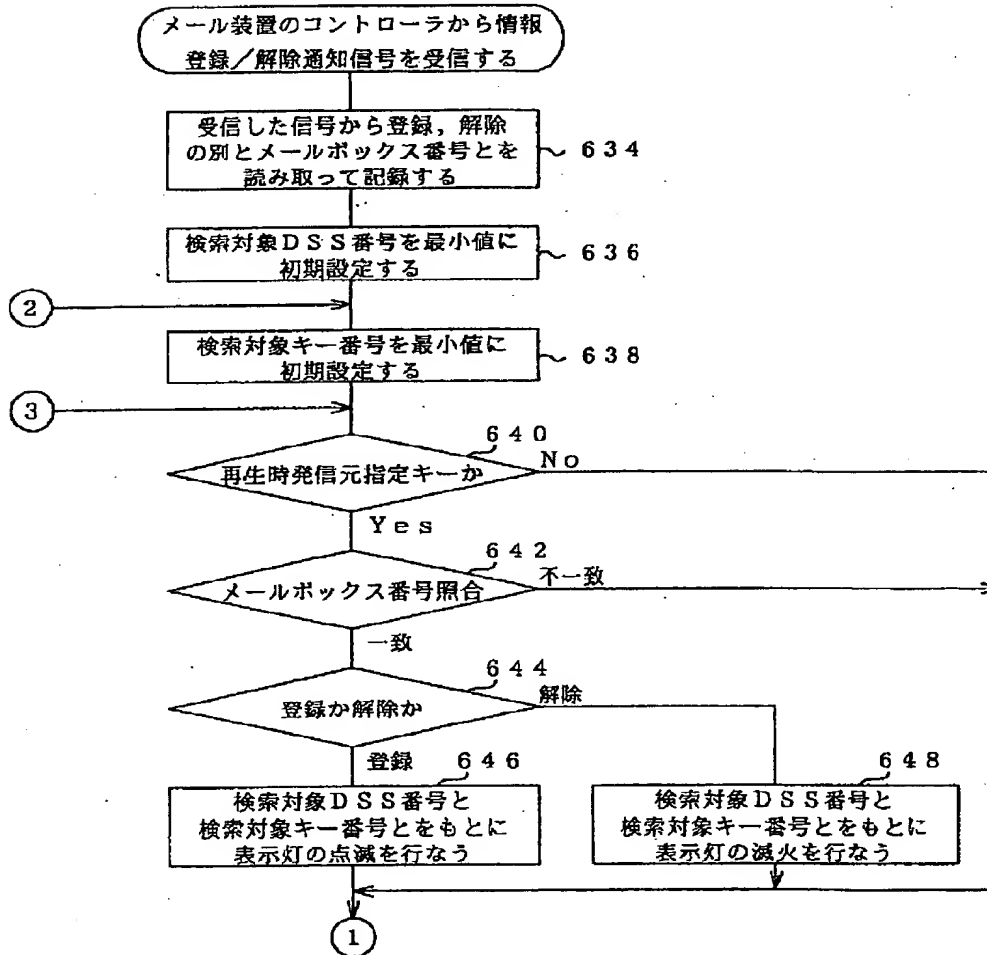 メール装置のコントローラから情報
登録／解除通知信号を受信する
受信した信号から登録，解除
の別とメールボックス番号とを
読み取って記録する
634
検索対象DSS番号を最小値に
初期設定する
636
2
検索対象キー番号を最小値に
初期設定する
638
3
640
再生時発信元指定キーか
No
Yes
642
メールボックス番号照合
不一致
一致
644
登録か解除か
解除
登録
646
検索対象DSS番号と
検索対象キー番号とをもとに
表示灯の点滅を行なう
648
検索対象DSS番号と
検索対象キー番号とをもとに
表示灯の滅火を行なう
1